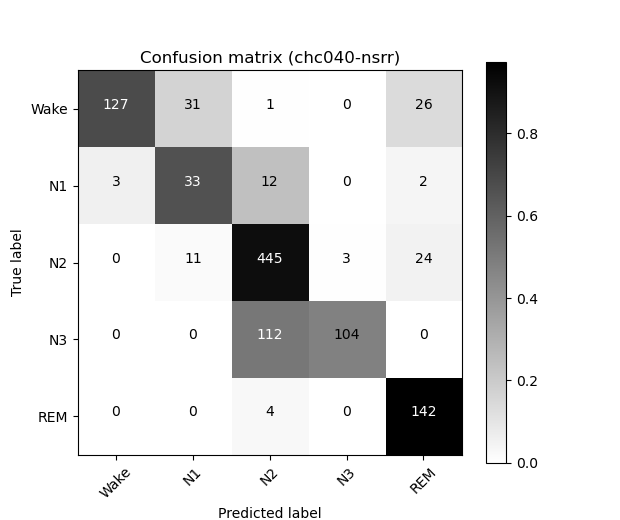 Confusion matrix (chc040-nsrr)
Wake 127 31 1 0 26
N1 3 33 12 0 2
N2 0 11 445 3 24
N3 0 0 112 104 0
REM 0 0 4 0 142
Wake N1 N2 N3 REM
True label
Predicted label
0.8
0.6
0.4
0.2
0.0